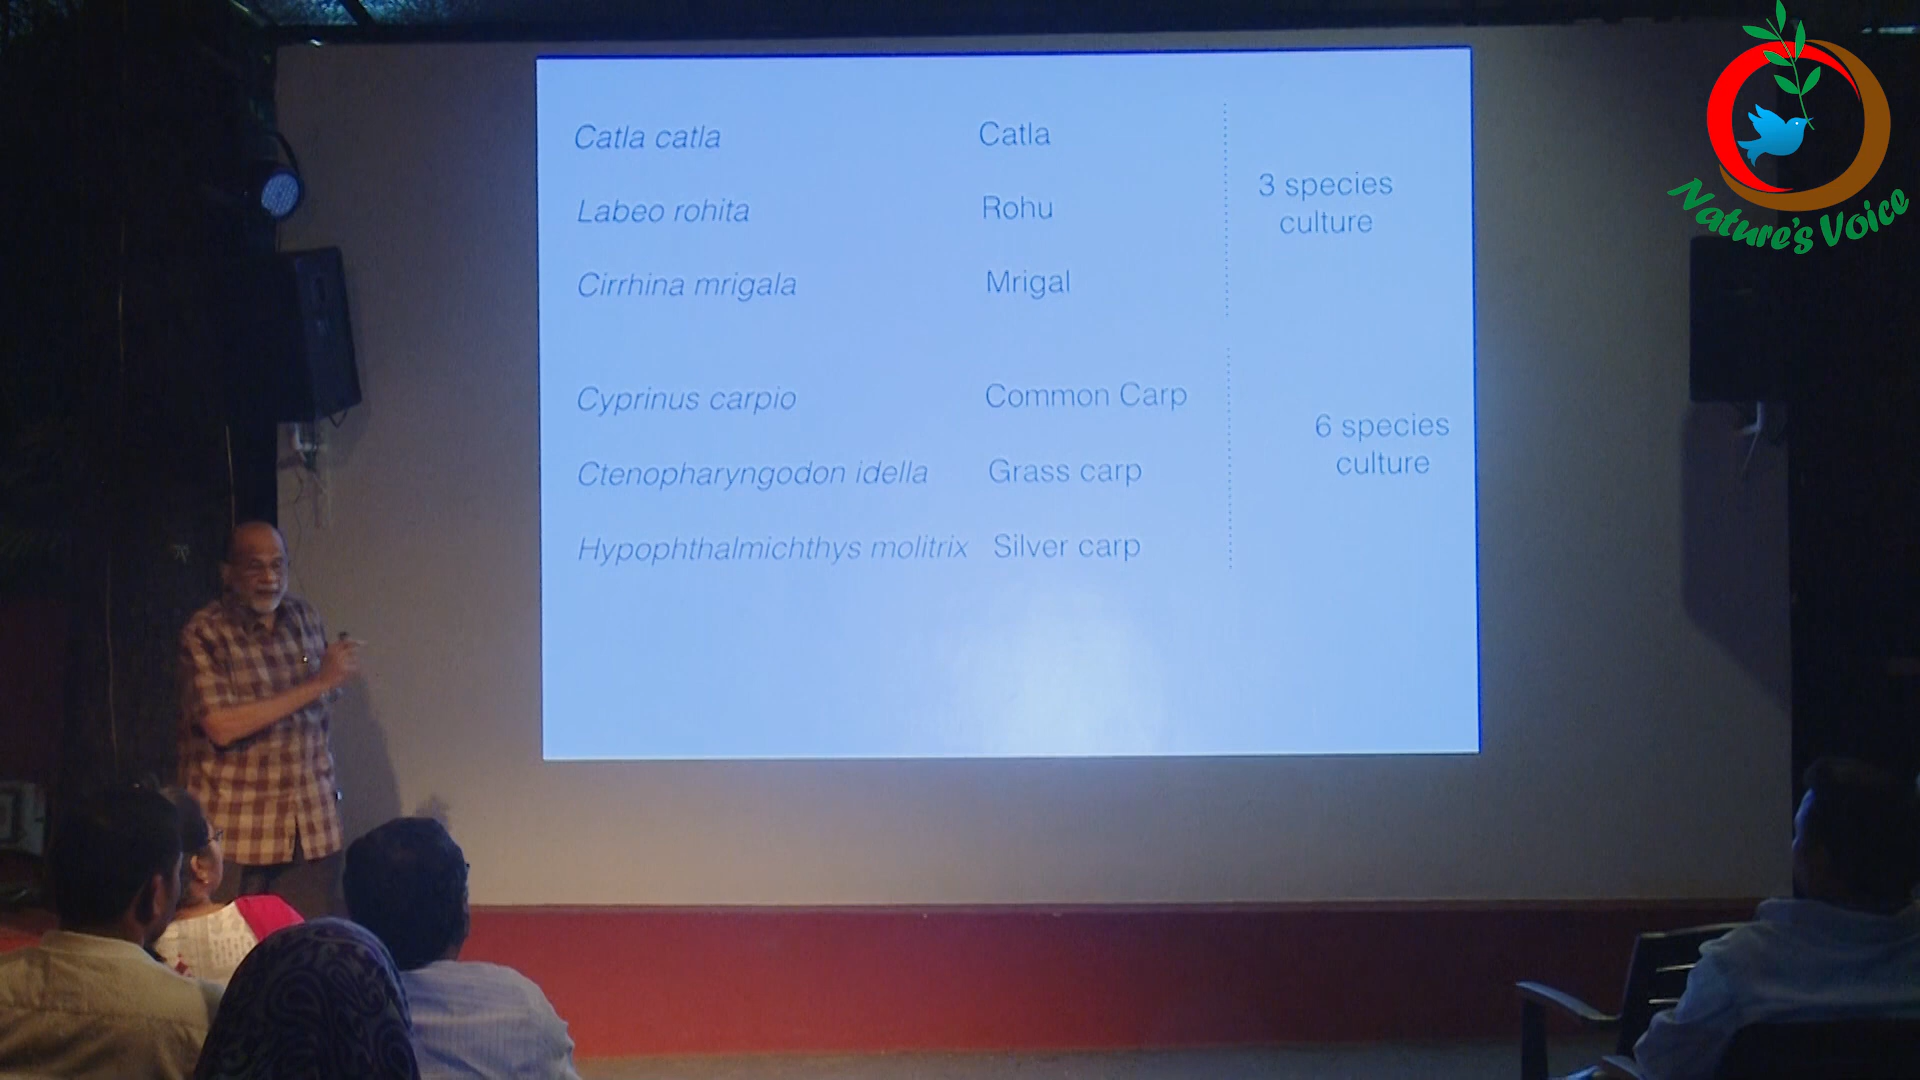 Catla catla Catla
Labeo rohita Rohu
Cirrhina mrigala Mrigal
3 species
culture
Cyprinus carpio Common Carp
Ctenopharyngodon idella Grass carp
Hypophthalmichthys molitrix Silver carp
6 species
culture
Nature's Voice